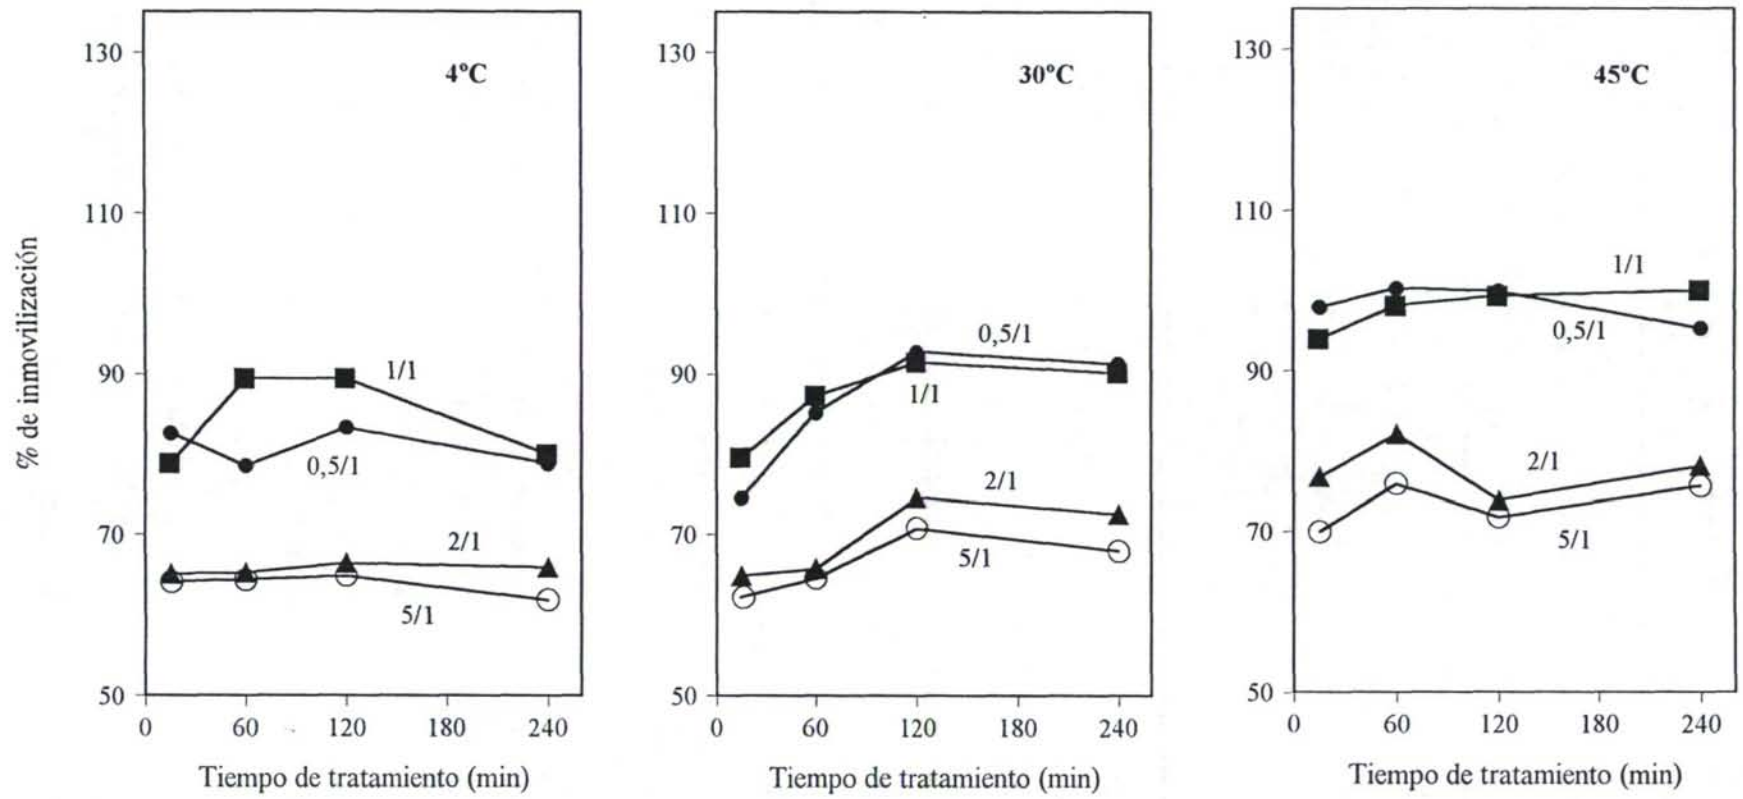 % de inmovilización
130
110
90
70
50
4ºC
1/1
0,5/1
2/1
5/1
0 60 120 180 240
Tiempo de tratamiento (min)
130
110
90
70
50
30ºC
0,5/1
1/1
2/1
5/1
0 60 120 180 240
Tiempo de tratamiento (min)
130
110
90
70
50
45ºC
1/1
0,5/1
2/1
5/1
0 60 120 180 240
Tiempo de tratamiento (min)